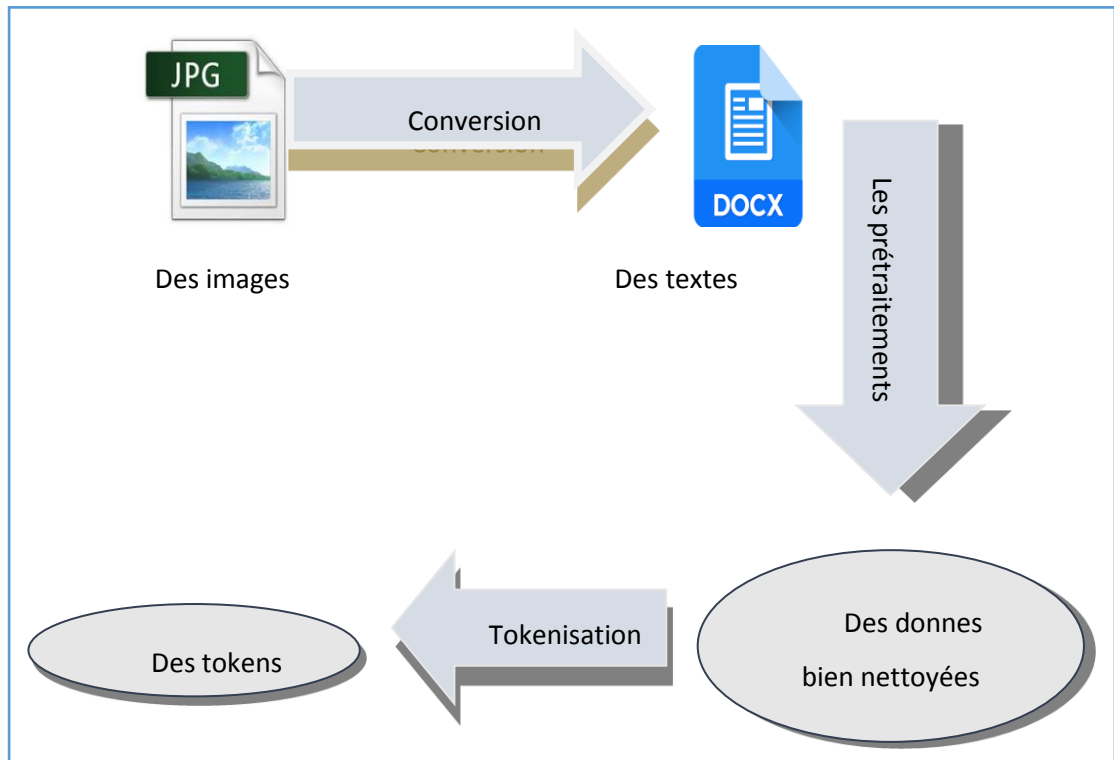 JPG
Conversion
DOCX
Des images
Des textes
Les prétraitements
Des donnes
bien nettoyées
Tokenisation
Des tokens